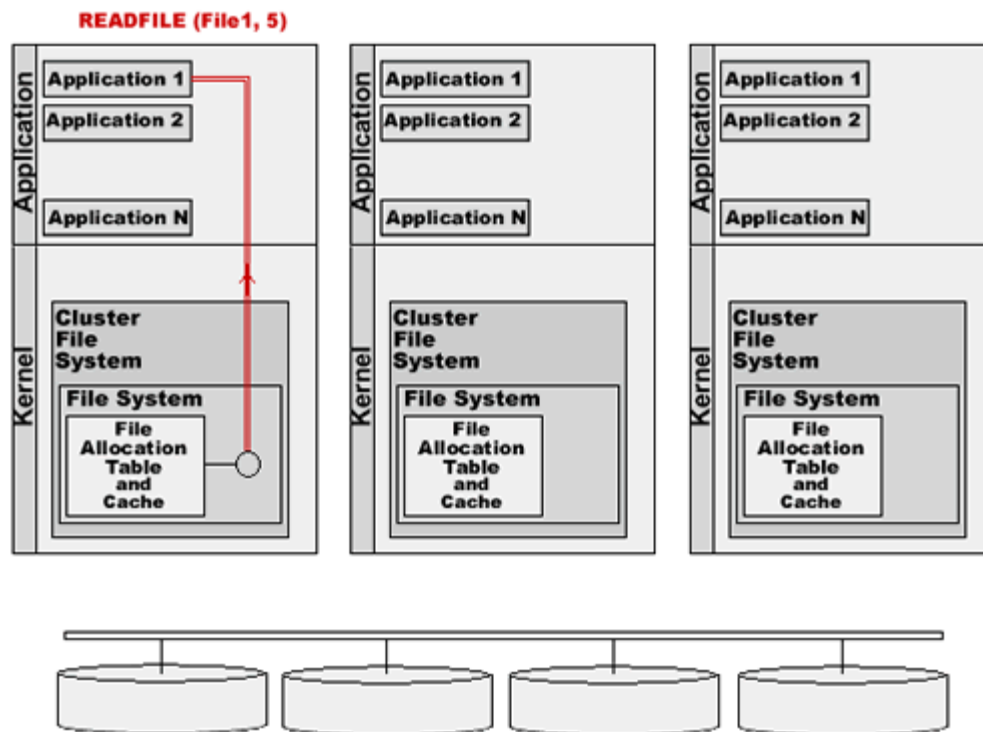 READFILE (File1, 5)
Application
Application 1
Application 2
Application N
Kernel
Cluster
File
System
File System
File
Allocation
Table
and
Cache
Application
Application 1
Application 2
Application N
Kernel
Cluster
File
System
File System
File
Allocation
Table
and
Cache
Application
Application 1
Application 2
Application N
Kernel
Cluster
File
System
File System
File
Allocation
Table
and
Cache